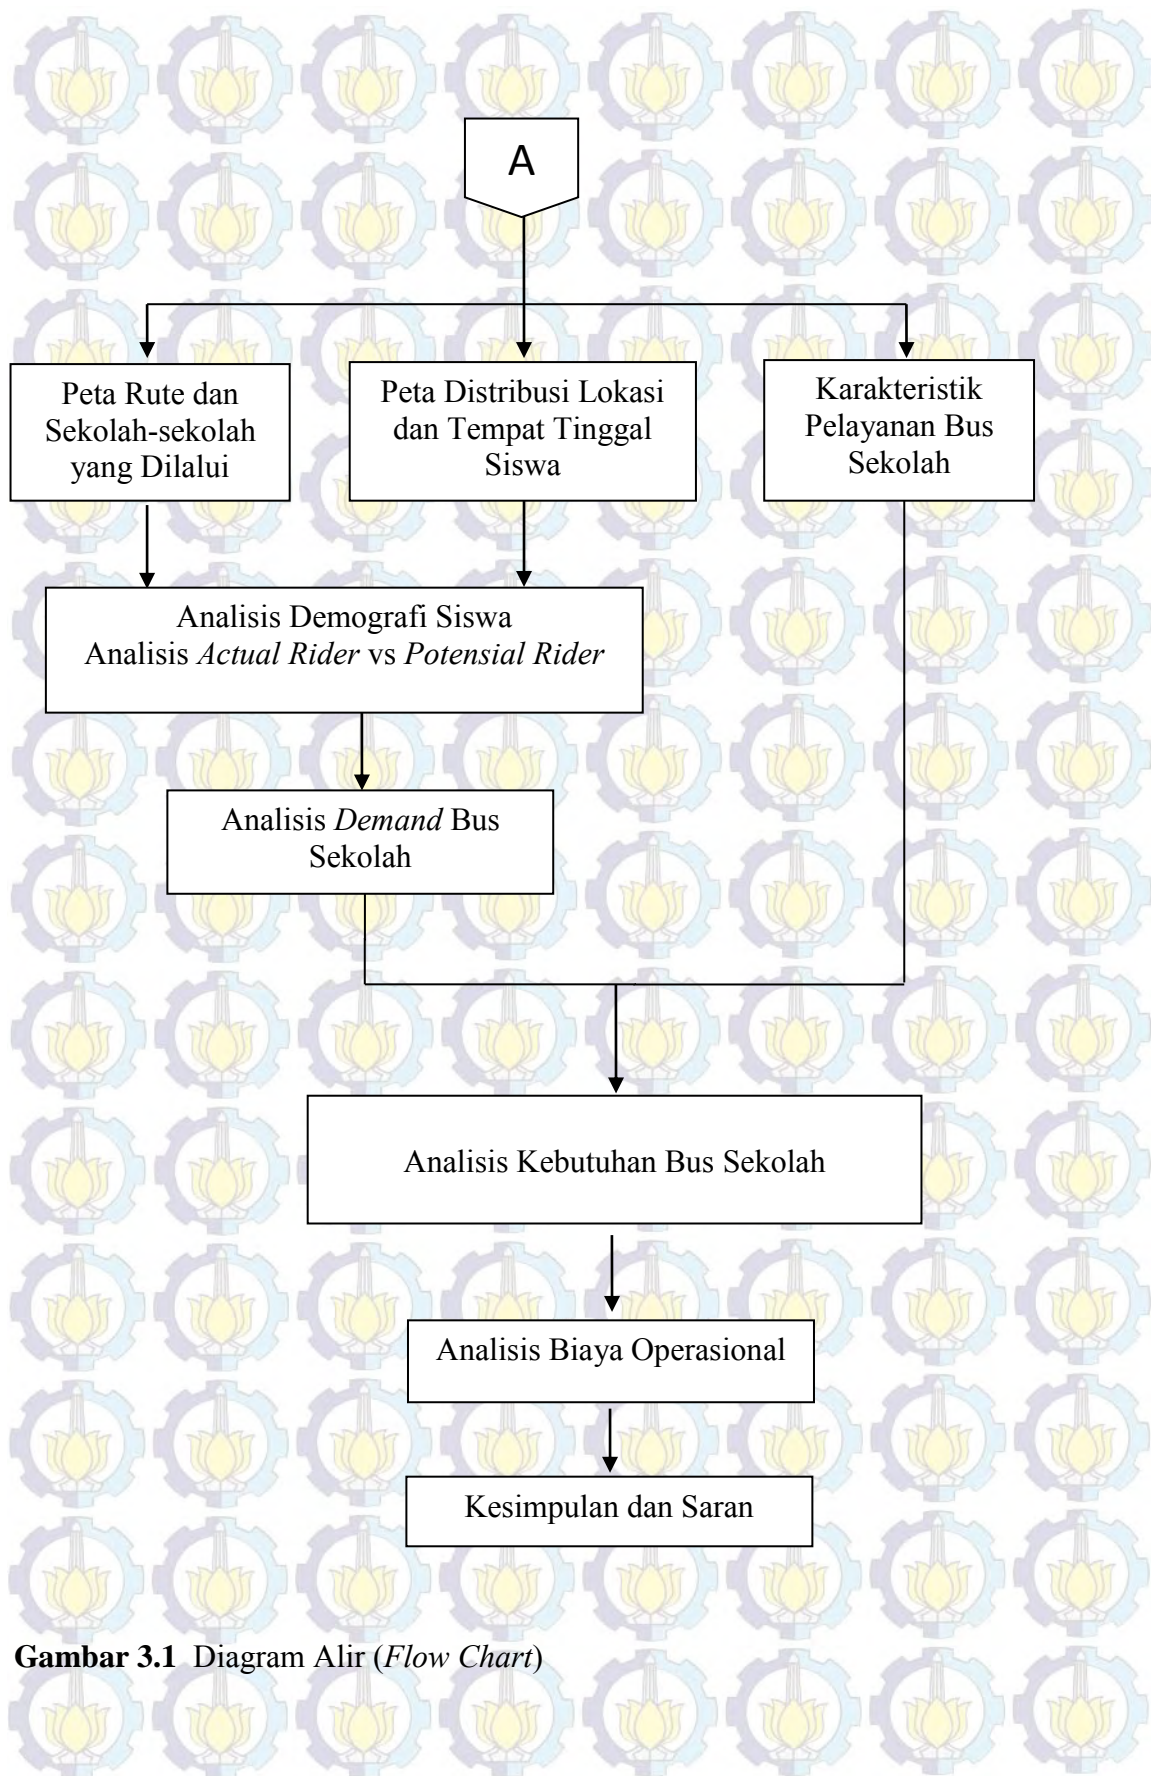 A
Peta Rute dan
Sekolah-sekolah
yang Dilalui
Peta Distribusi Lokasi
dan Tempat Tinggal
Siswa
Karakteristik
Pelayanan Bus
Sekolah
Analisis Demografi Siswa
Analisis Actual Rider vs Potensial Rider
Analisis Demand Bus
Sekolah
Analisis Kebutuhan Bus Sekolah
Analisis Biaya Operasional
Kesimpulan dan Saran
Gambar 3.1 Diagram Alir (Flow Chart)